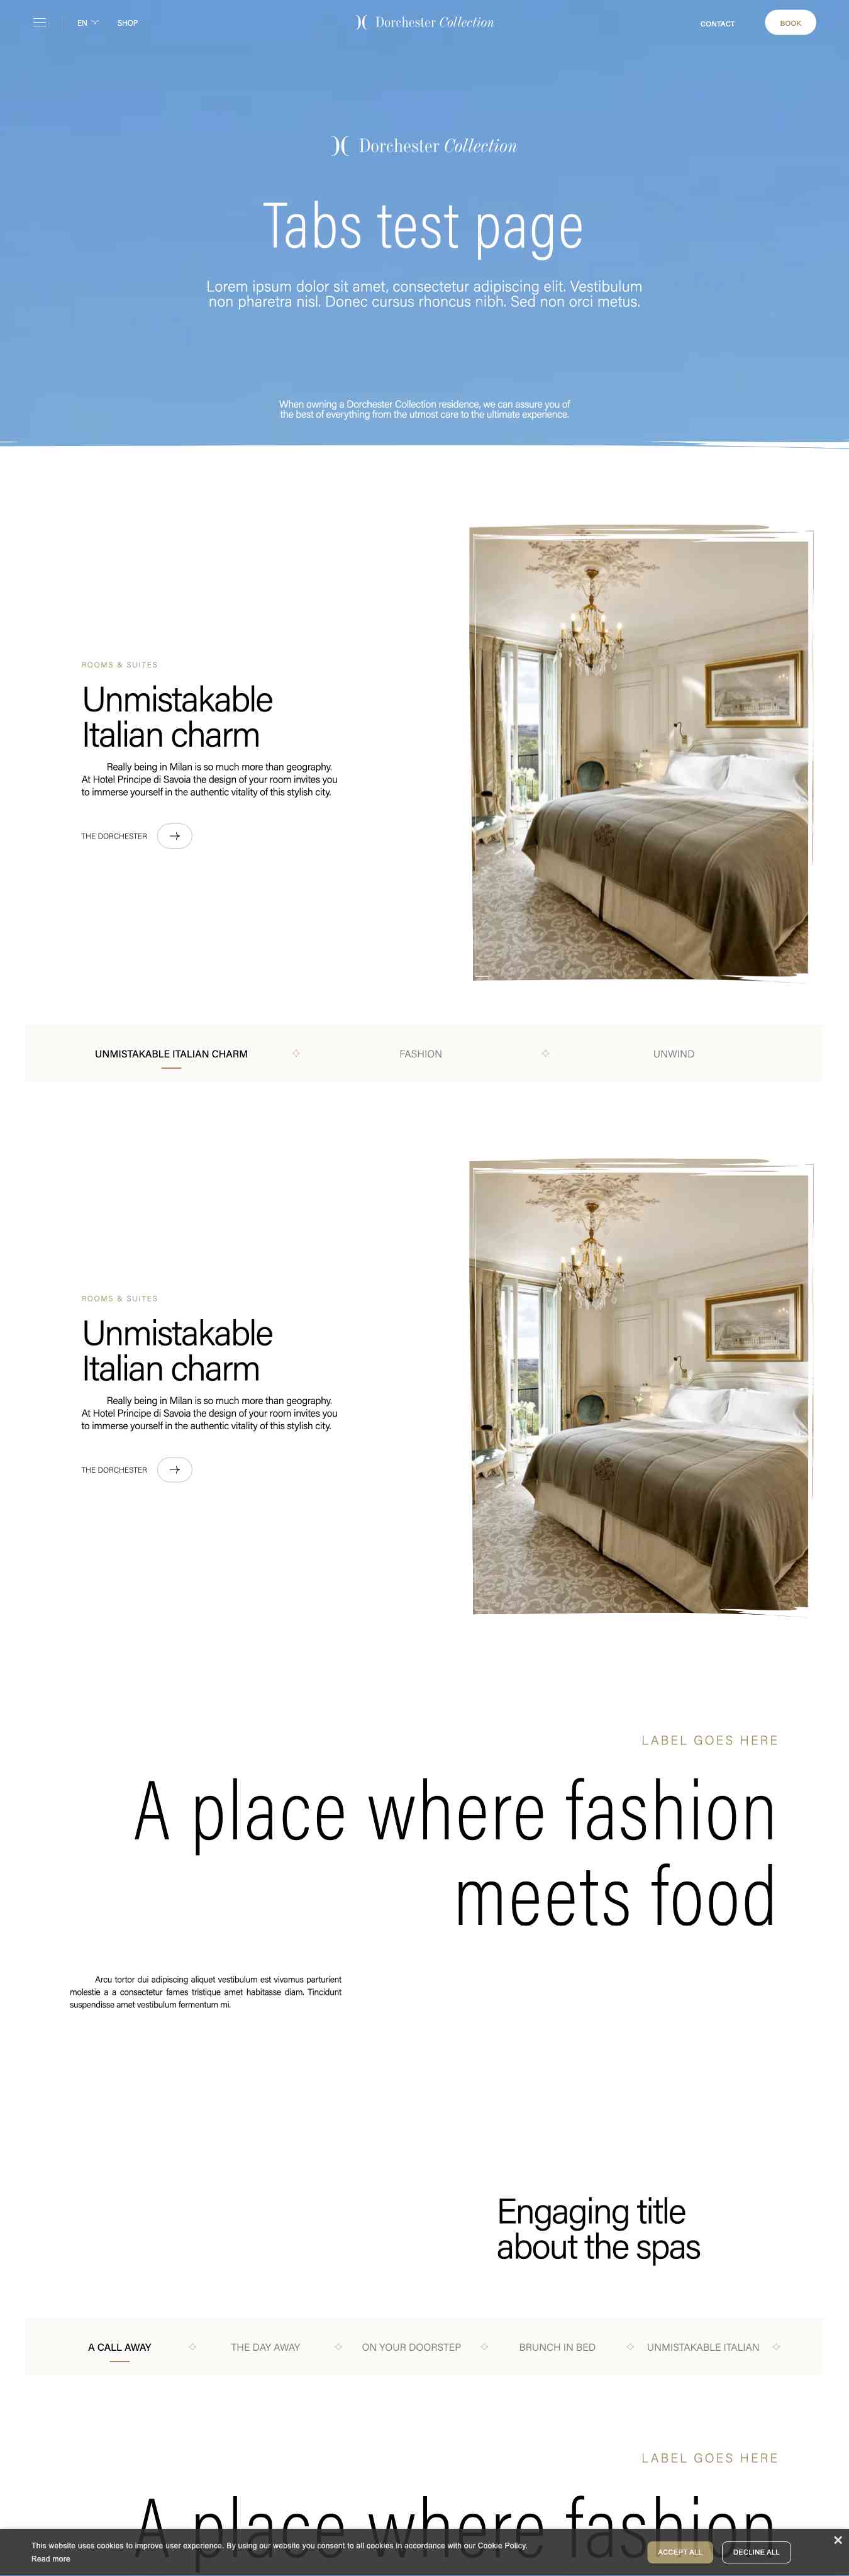 EN
SHOP
Dorchester Collection
CONTACT
BOOK
Dorchester Collection
Tabs test page
Lorem ipsum dolor sit amet, consectetur adipiscing elit. Vestibulum
non pharetra nisl. Donec cursus rhoncus nibh. Sed non orci metus.
When owning a Dorchester Collection residence, we can assure you of
the best of everything from the utmost care to the ultimate experience.
ROOMS & SUITES
Unmistakable
Italian charm
Really being in Milan is so much more than geography.
At Hotel Principe di Savoia the design of your room invites you
to immerse yourself in the authentic vitality of this stylish city.
THE DORCHESTER
UNMISTAKABLE ITALIAN CHARM
FASHION
UNWIND
ROOMS & SUITES
Unmistakable
Italian charm
Really being in Milan is so much more than geography.
At Hotel Principe di Savoia the design of your room invites you
to immerse yourself in the authentic vitality of this stylish city.
THE DORCHESTER
LABEL GOES HERE
A place where fashion
meets food
Arcu tortor dui adipiscing aliquet vestibulum est vivamus parturient
molestie a a consectetur fames tristique amet habitasse diam. Tincidunt
suspendisse amet vestibulum fermentum mi.
Engaging title
about the spas
A CALL AWAY
THE DAY AWAY
ON YOUR DOORSTEP
BRUNCH IN BED
UNMISTAKABLE ITALIAN
LABEL GOES HERE
A place where fashion
This website uses cookies to improve user experience. By using our website you consent to all cookies in accordance with our Cookie Policy.
Read more
ACCEPT ALL
DECLINE ALL